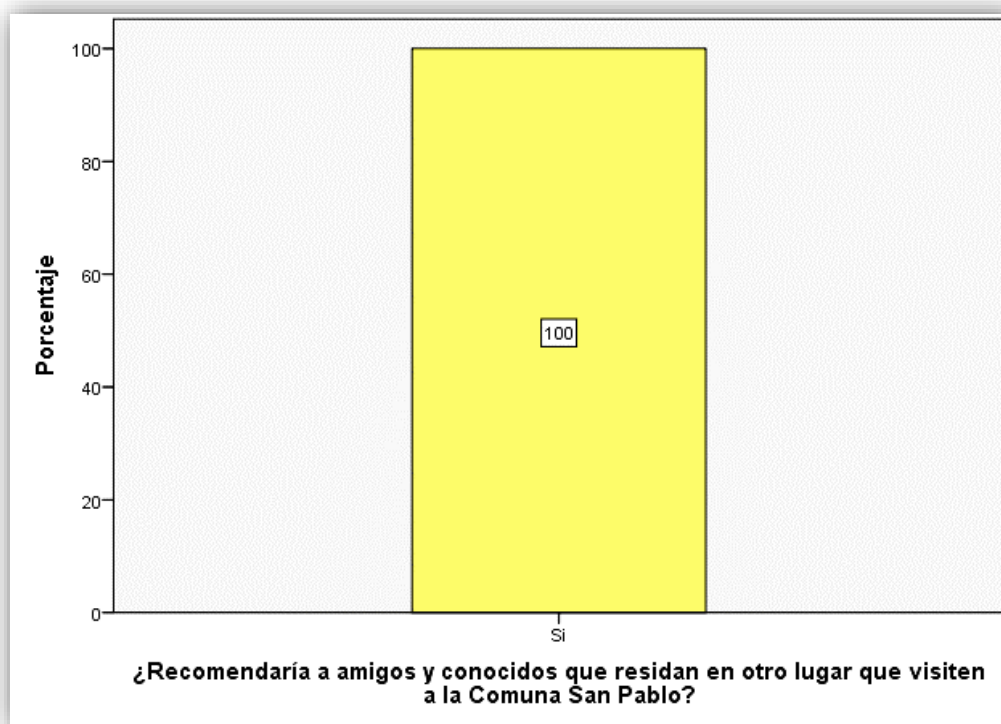 100
80
60
40
20
0
Porcentaje
100
Si
¿Recomendaría a amigos y conocidos que residan en otro lugar que visiten
a la Comuna San Pablo?